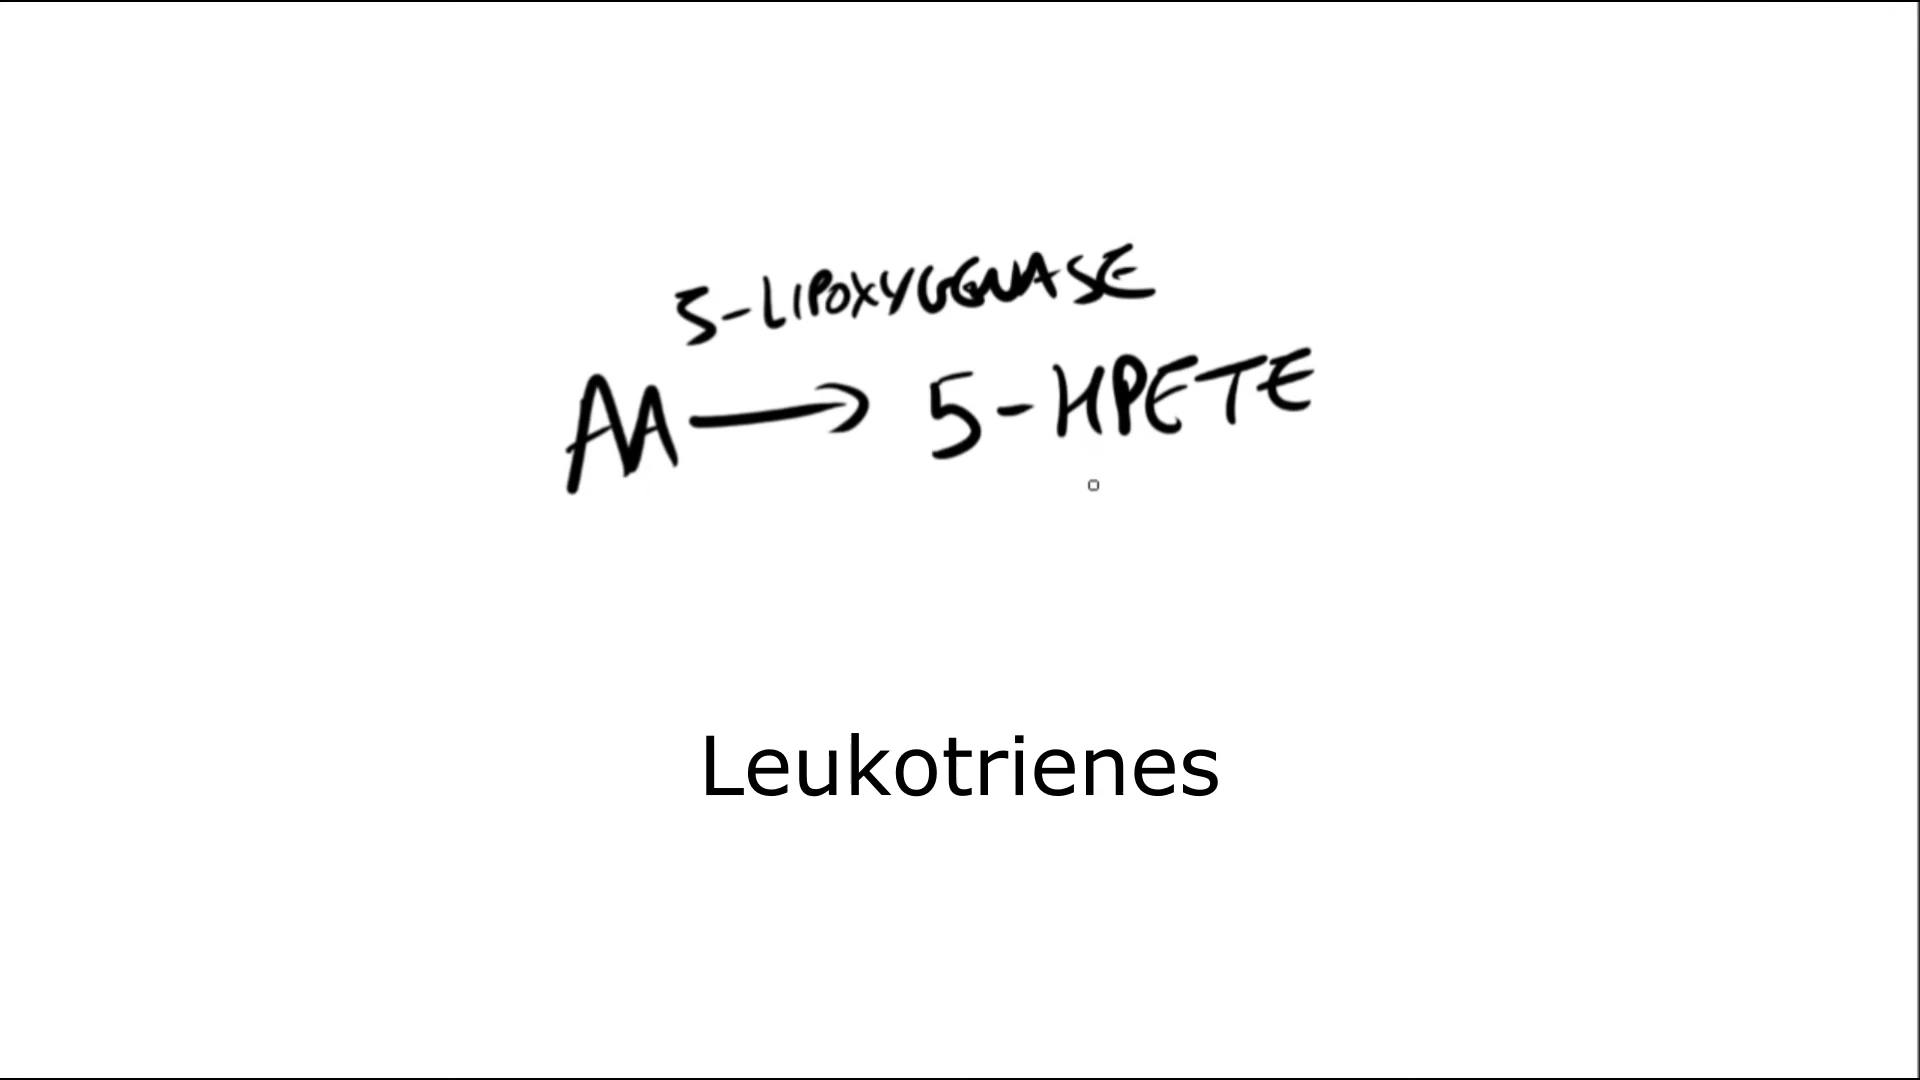 5-LIPOXYGENASE
AA → 5-HPETE
Leukotrienes